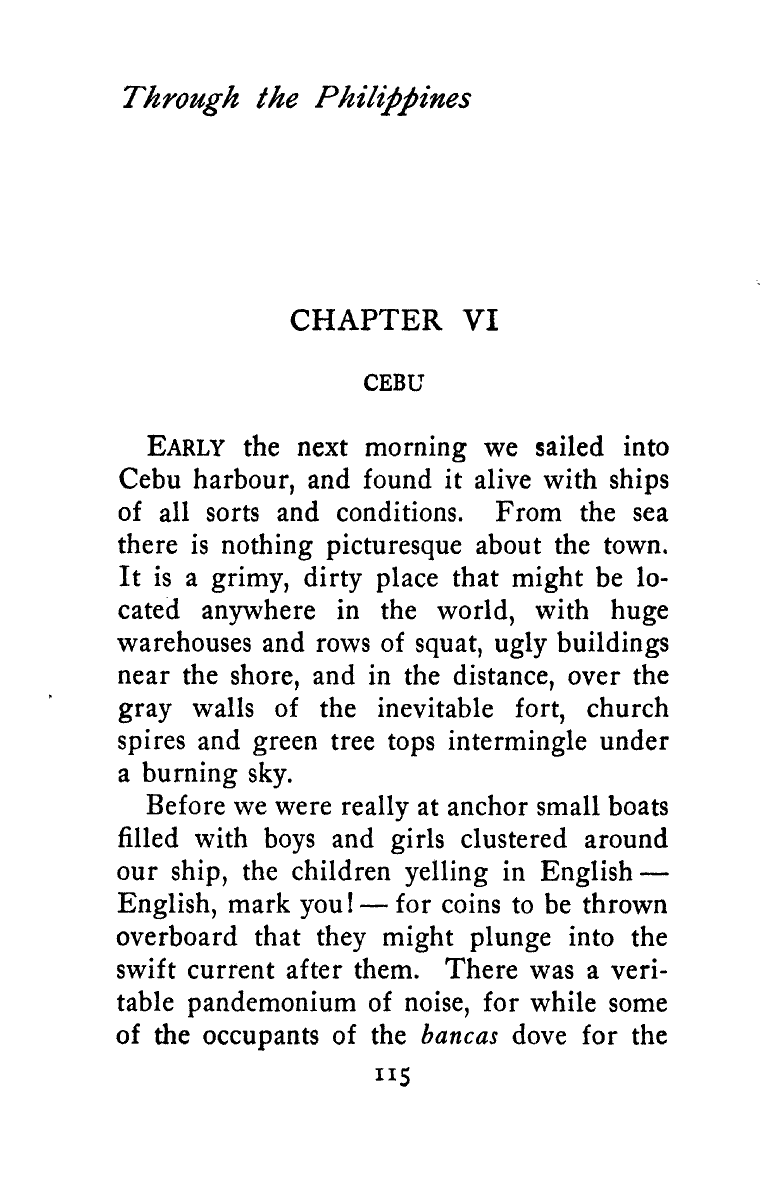 Through the Philippines
CHAPTER VI
CEBU
EARLY the next morning we sailed into
Cebu harbour, and found it alive with ships
of all sorts and conditions. From the sea
there is nothing picturesque about the town.
It is a grimy, dirty place that might be lo-
cated anywhere in the world, with huge
warehouses and rows of squat, ugly buildings
near the shore, and in the distance, over the
gray walls of the inevitable fort, church
spires and green tree tops intermingle under
a burning sky.
Before we were really at anchor small boats
filled with boys and girls clustered around
our ship, the children yelling in English —
English, mark you! — for coins to be thrown
overboard that they might plunge into the
swift current after them. There was a veri-
table pandemonium of noise, for while some
of the occupants of the bancas dove for the
115